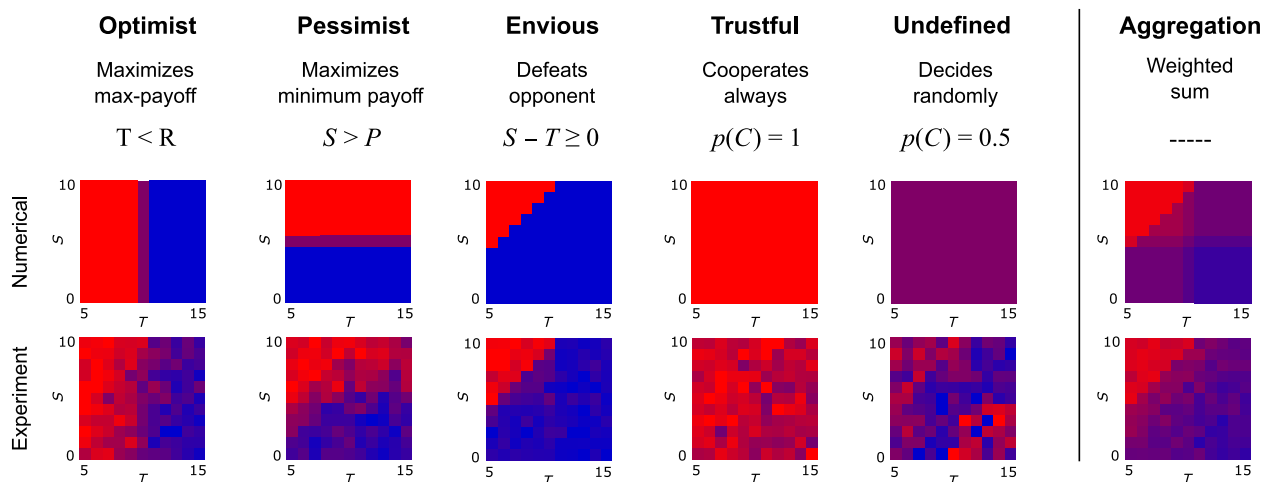 Optimist Pessimist Envious Trustful Undefined Aggregation
Maximizes Maximizes Defeats Cooperates Decides Weighted
max-payoff minimum payoff opponent always randomly sum
T < R S > P S − T ≥ 0 p(C) = 1 p(C) = 0.5 -----
Numerical
10 10 10 10 10 10
S S S S S S
0 0 0 0 0 0
5 15 5 15 5 15 5 15 5 15 5 15
T T T T T T
Experiment
10 10 10 10 10 10
S S S S S S
0 0 0 0 0 0
5 15 5 15 5 15 5 15 5 15 5 15
T T T T T T